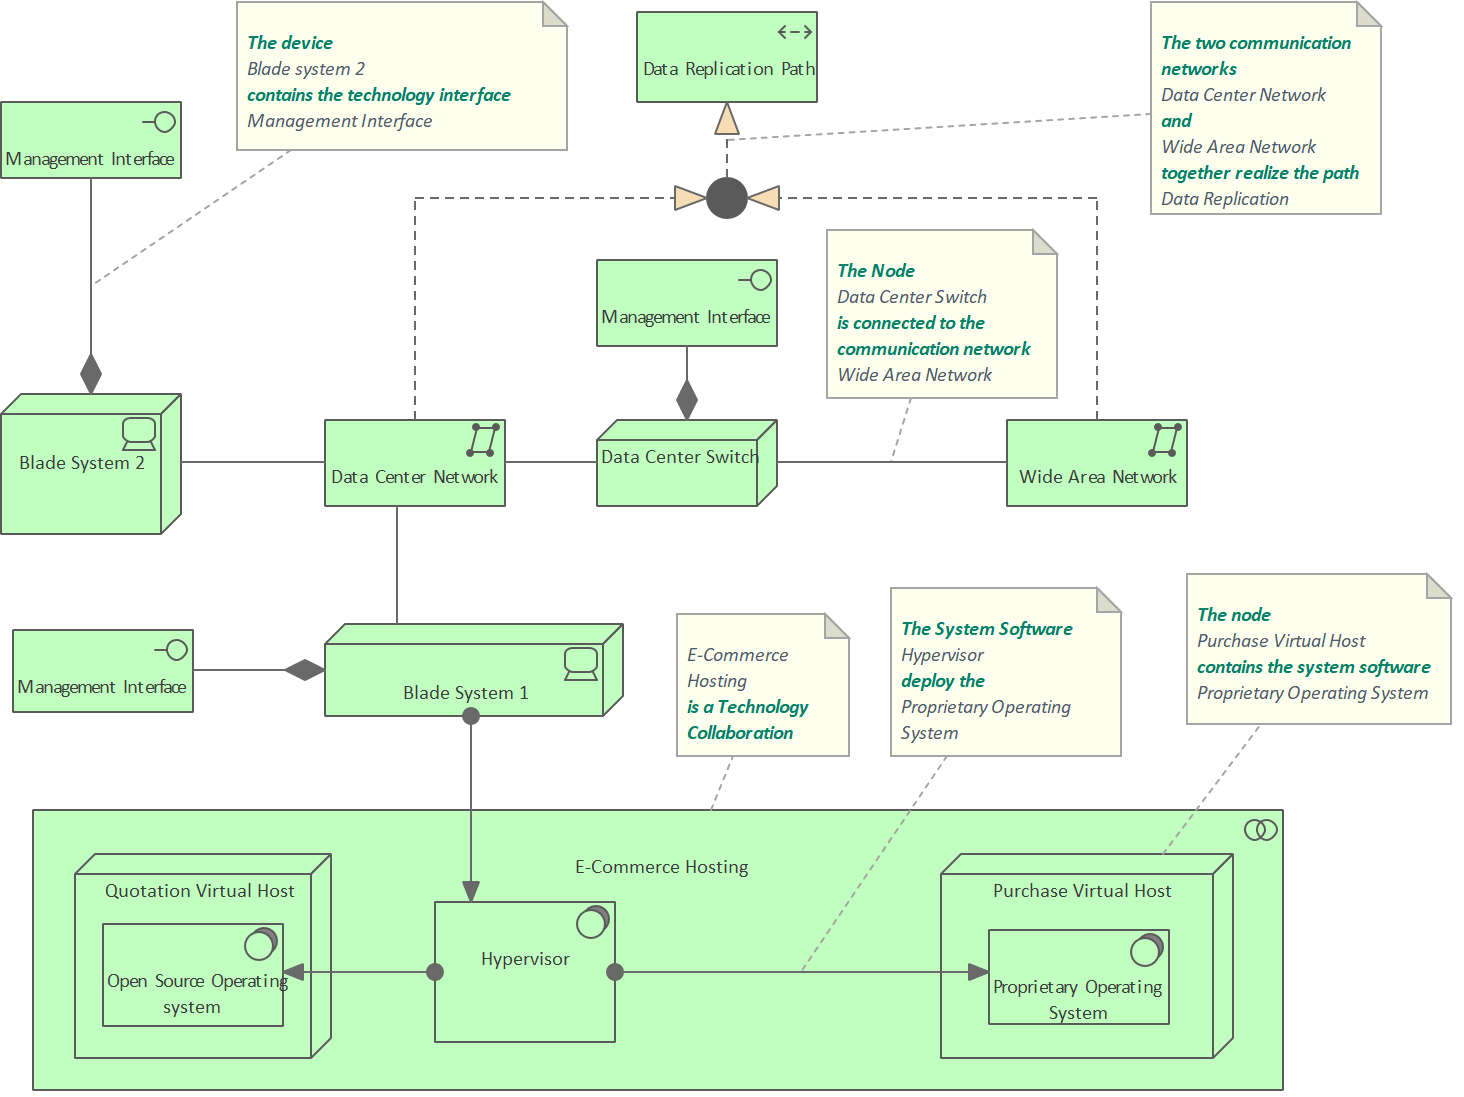 The device
Blade system 2
contains the technology interface
Management Interface
Data Replication Path
The two communication
networks
Data Center Network
and
Wide Area Network
together realize the path
Data Replication
Management Interface
The Node
Data Center Switch
is connected to the
communication network
Wide Area Network
Management Interface
Blade System 2
Data Center Network
Data Center Switch
Wide Area Network
Management Interface
Blade System 1
E-Commerce
Hosting
is a Technology
Collaboration
The System Software
Hypervisor
deploy the
Proprietary Operating
System
The node
Purchase Virtual Host
contains the system software
Proprietary Operating System
E-Commerce Hosting
Quotation Virtual Host
Open Source Operating
system
Hypervisor
Purchase Virtual Host
Proprietary Operating
System